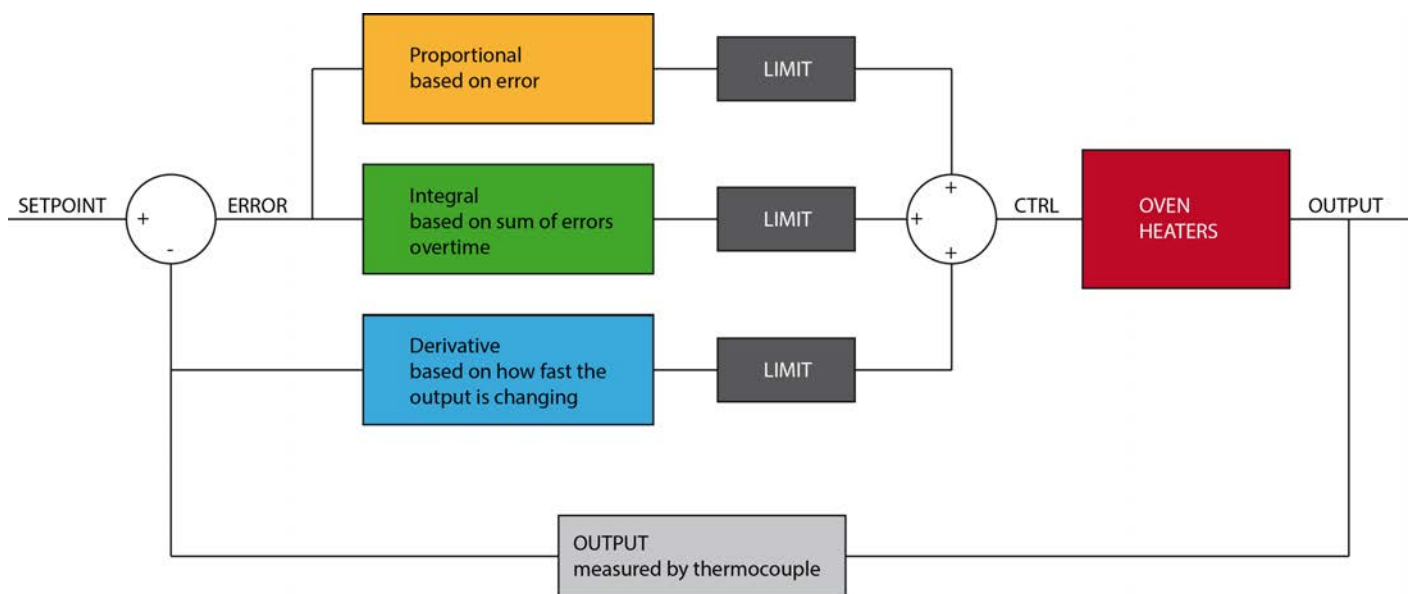 Proportional
based on error
LIMIT
SETPOINT
+
-
ERROR
Integral
based on sum of errors
overtime
LIMIT
+
+
+
CTRL
OVEN
HEATERS
OUTPUT
Derivative
based on how fast the
output is changing
LIMIT
OUTPUT
measured by thermocouple